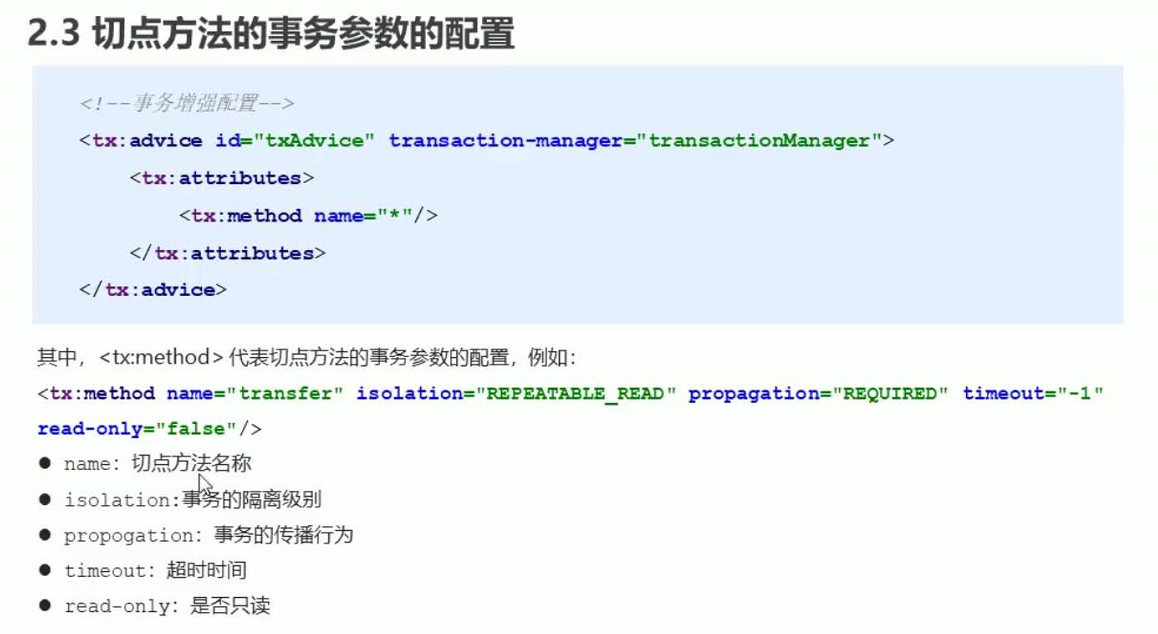 2.3 切点方法的事务参数的配置
<!--事务增强配置-->
<tx:advice id="txAdvice" transaction-manager="transactionManager">
<tx:attributes>
<tx:method name="*"/>
</tx:attributes>
</tx:advice>
其中，<tx:method> 代表切点方法的事务参数的配置，例如：
<tx:method name="transfer" isolation="REPEATABLE_READ" propagation="REQUIRED" timeout="-1"
read-only="false"/>
● name：切点方法名称
● isolation:事务的隔离级别
● propogation：事务的传播行为
● timeout：超时时间
● read-only：是否只读